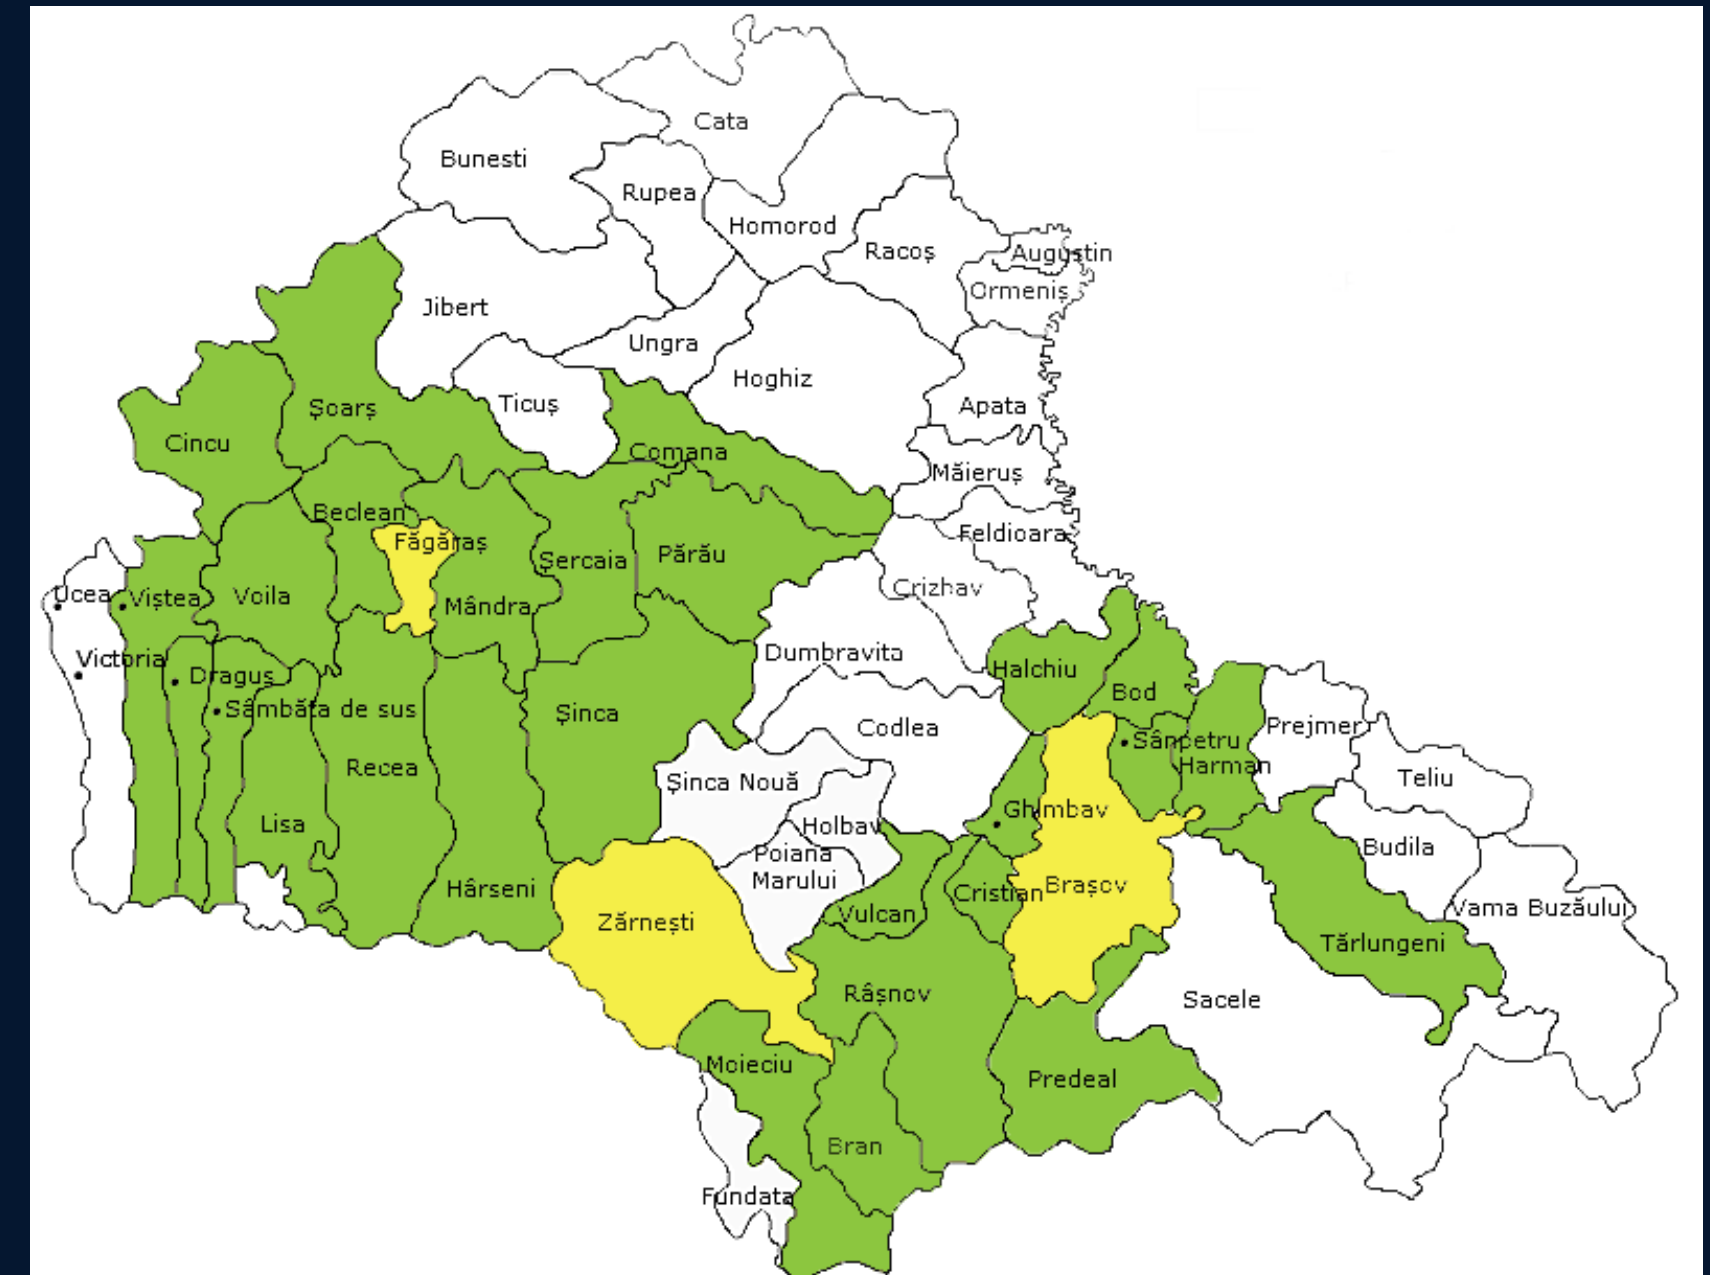 Cata
Bunesti
Rupea
Homorod
Racoș
Augustin
Ormeniș
Jibert
Ungra
Hoghiz
Ticuș
Apata
Șoarș
Cincu
Comana
Măieruș
Beclean
Făgăraș
Feldioara
Șercaia
Părău
Crizhav
Ucea
Viștea
Voila
Mândra
Victoria
Dragus
Dumbravita
Halchiu
Bod
Sâmbăta de sus
Șinca
Codlea
Sânpetru
Prejmer
Harman
Recea
Șinca Nouă
Teliu
Lisa
Holbav
Ghimbav
Budila
Poiana
Marului
Hârseni
Cristian
Brașov
Zărnești
Vulcan
Vama Buzăului
Tărlungeni
Râșnov
Sacele
Moieciu
Predeal
Bran
Fundata